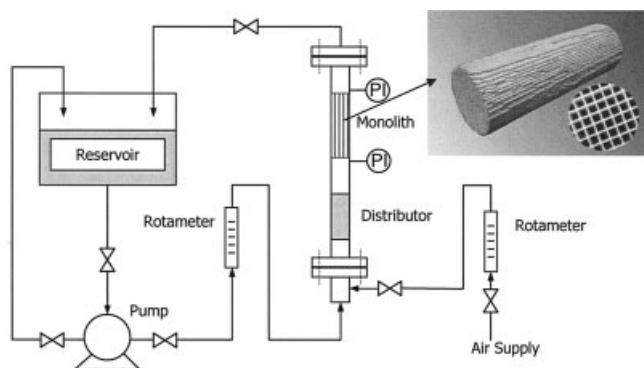 PI
Monolith
Reservoir
PI
Rotameter
Distributor
Rotameter
Pump
Air Supply